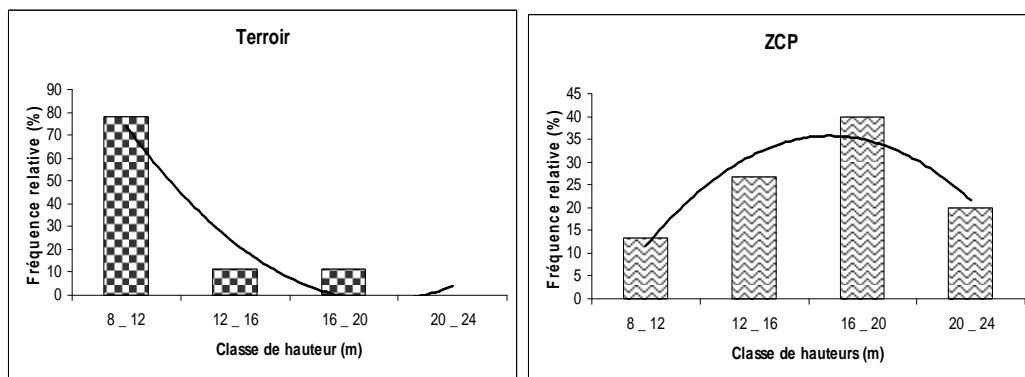 Terroir
Fréquence relative (%)
90
80
70
60
50
40
30
20
10
0
8 _ 12 12 _ 16 16 _ 20 20 _ 24
Classe de hauteur (m)
ZCP
Fréquence relative (%)
45
40
35
30
25
20
15
10
5
0
8 _ 12 12 _ 16 16 _ 20 20 _ 24
Classe de hauteurs (m)